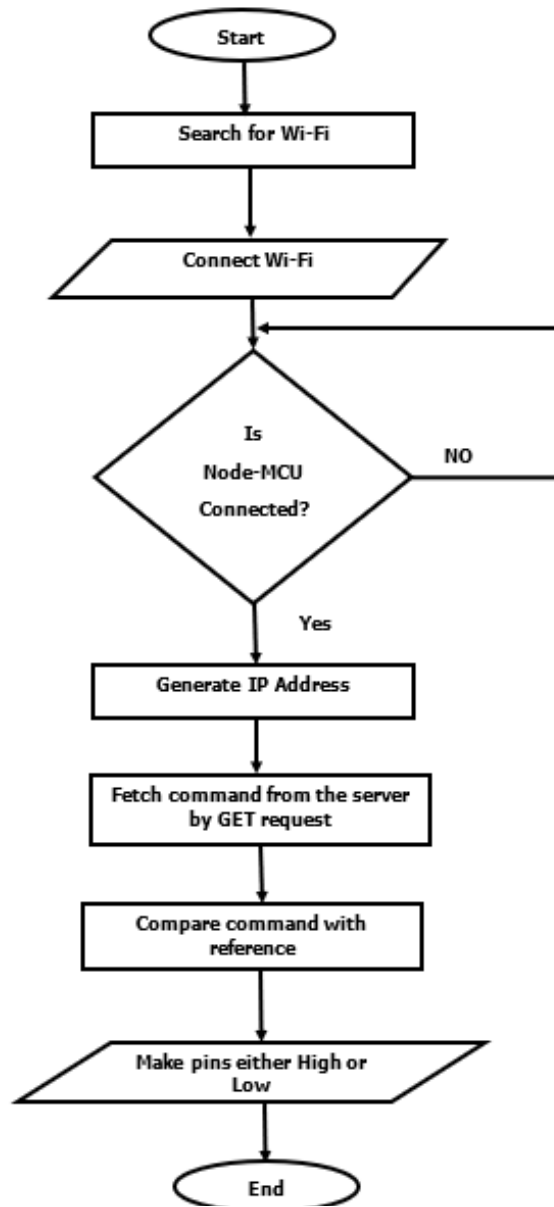 Start
Search for Wi-Fi
Connect Wi-Fi
Is
Node-MCU
Connected?
NO
Yes
Generate IP Address
Fetch command from the server
by GET request
Compare command with
reference
Make pins either High or
Low
End